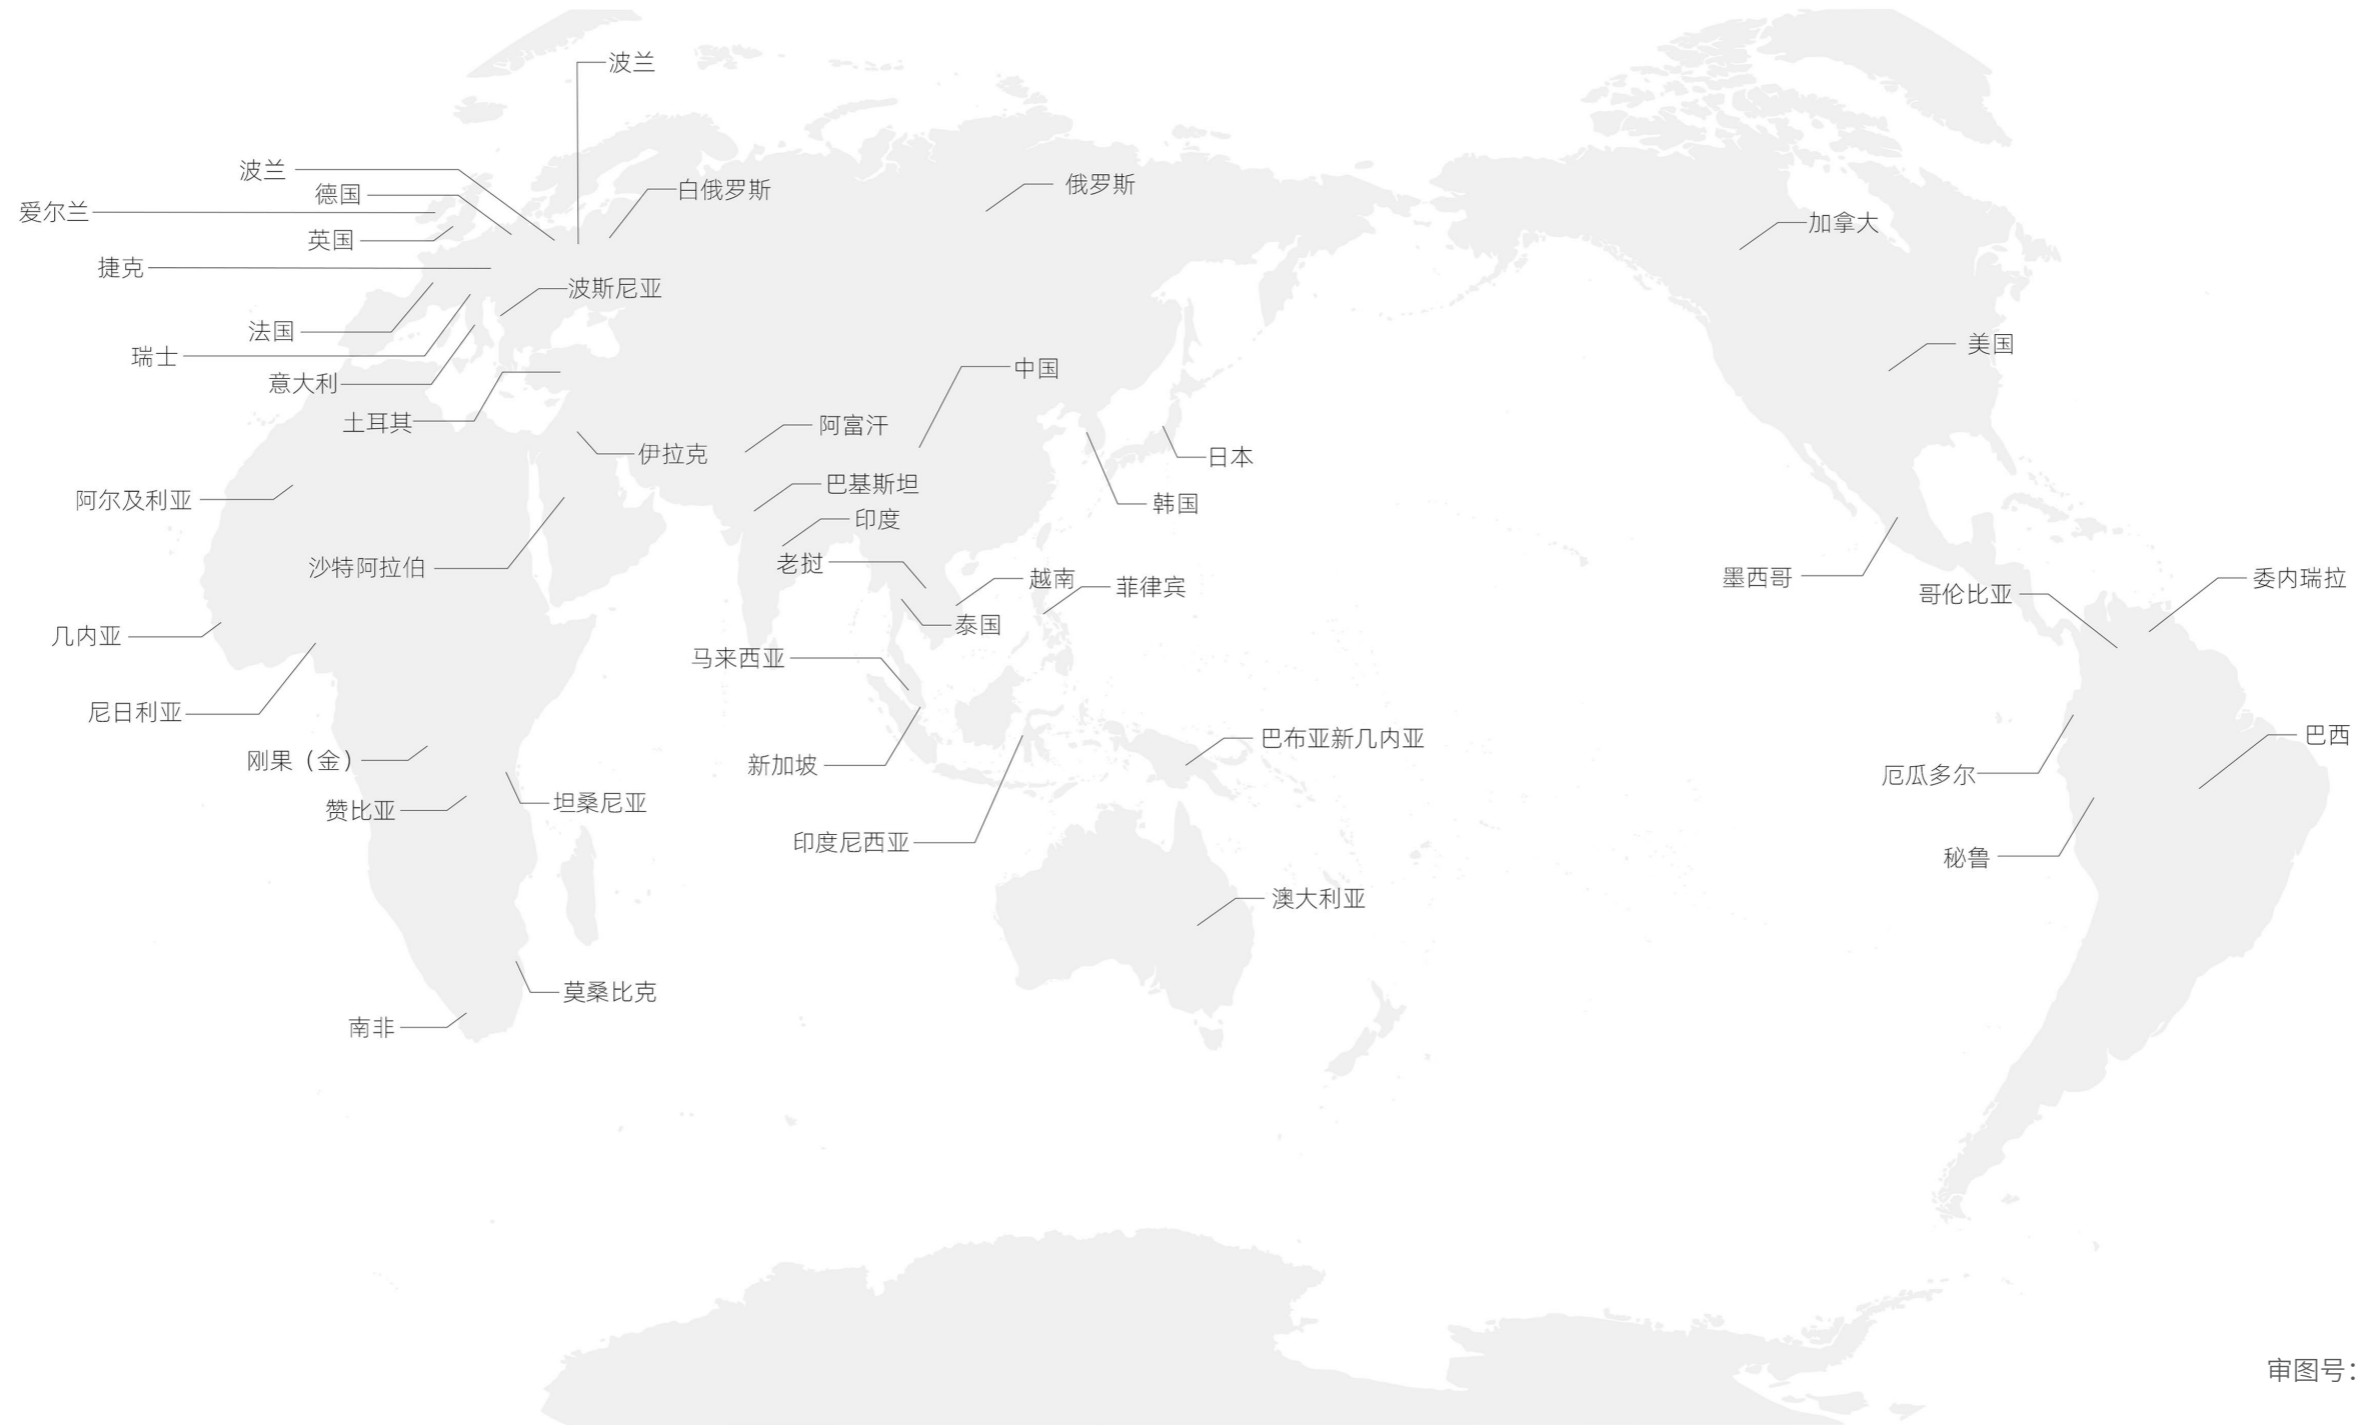 波兰
波兰
德国
白俄罗斯
俄罗斯
爱尔兰
加拿大
英国
捷克
波斯尼亚
法国
美国
瑞士
中国
意大利
土耳其
阿富汗
伊拉克
日本
巴基斯坦
阿尔及利亚
韩国
印度
老挝
沙特阿拉伯
越南
墨西哥
委内瑞拉
菲律宾
哥伦比亚
泰国
几内亚
马来西亚
尼日利亚
巴西
巴布亚新几内亚
刚果（金）
新加坡
厄瓜多尔
坦桑尼亚
赞比亚
印度尼西亚
秘鲁
澳大利亚
莫桑比克
南非
审图号：